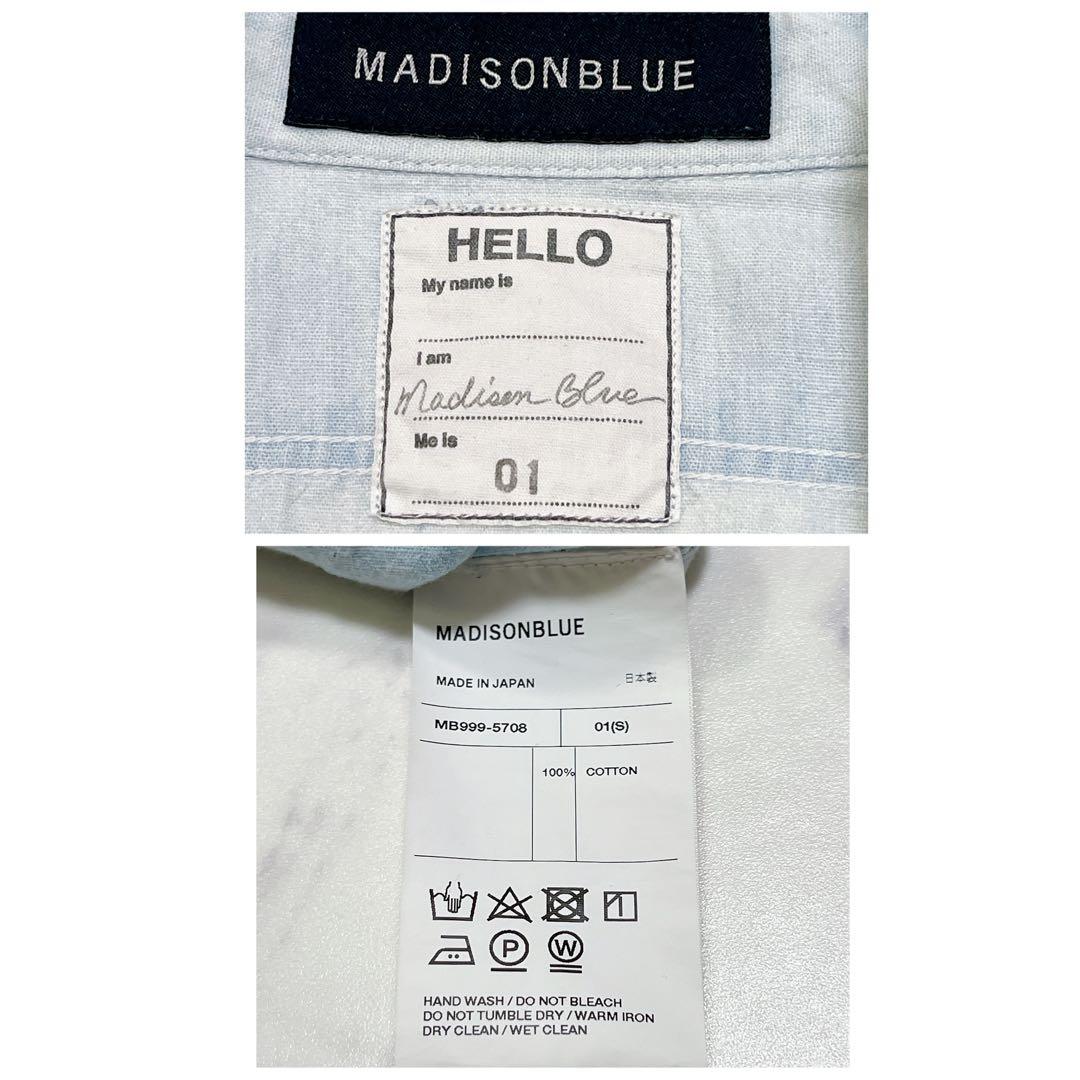 MADISONBLUE
HELLO
My name is
I am
Madison Blue
Me is
01
MADISONBLUE
MADE IN JAPAN 日本製
MB999-5708 01(S)
100% COTTON
P W
HAND WASH / DO NOT BLEACH
DO NOT TUMBLE DRY / WARM IRON
DRY CLEAN / WET CLEAN